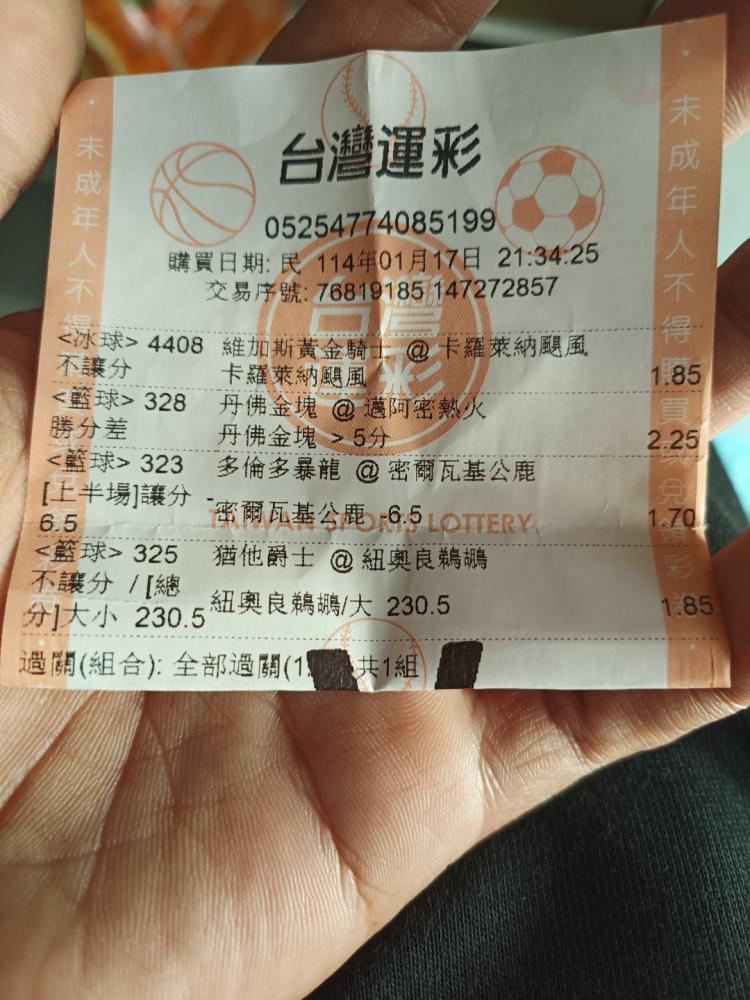 台灣運彩
05254774085199
購買日期: 民 114年01月17日 21:34:25
交易序號: 76819185 147272857
<冰球> 4408 維加斯黃金騎士 @ 卡羅萊納颶風
不讓分 卡羅萊納颶風 1.85
<籃球> 328 丹佛金塊 @ 邁阿密熱火
勝分差 丹佛金塊 > 5分 2.25
<籃球> 323 多倫多暴龍 @ 密爾瓦基公鹿
[上半場]讓分 - 密爾瓦基公鹿 -6.5 1.70
6.5
<籃球> 325 猶他爵士 @ 紐奧良鵜鶘
不讓分 / [總
分]大小 230.5 紐奧良鵜鶘/大 230.5 1.85
過關(組合): 全部過關(1 共1組
TAIWAN SPORTS LOTTERY
未成年人不得
未成年人不得購買或兌領彩